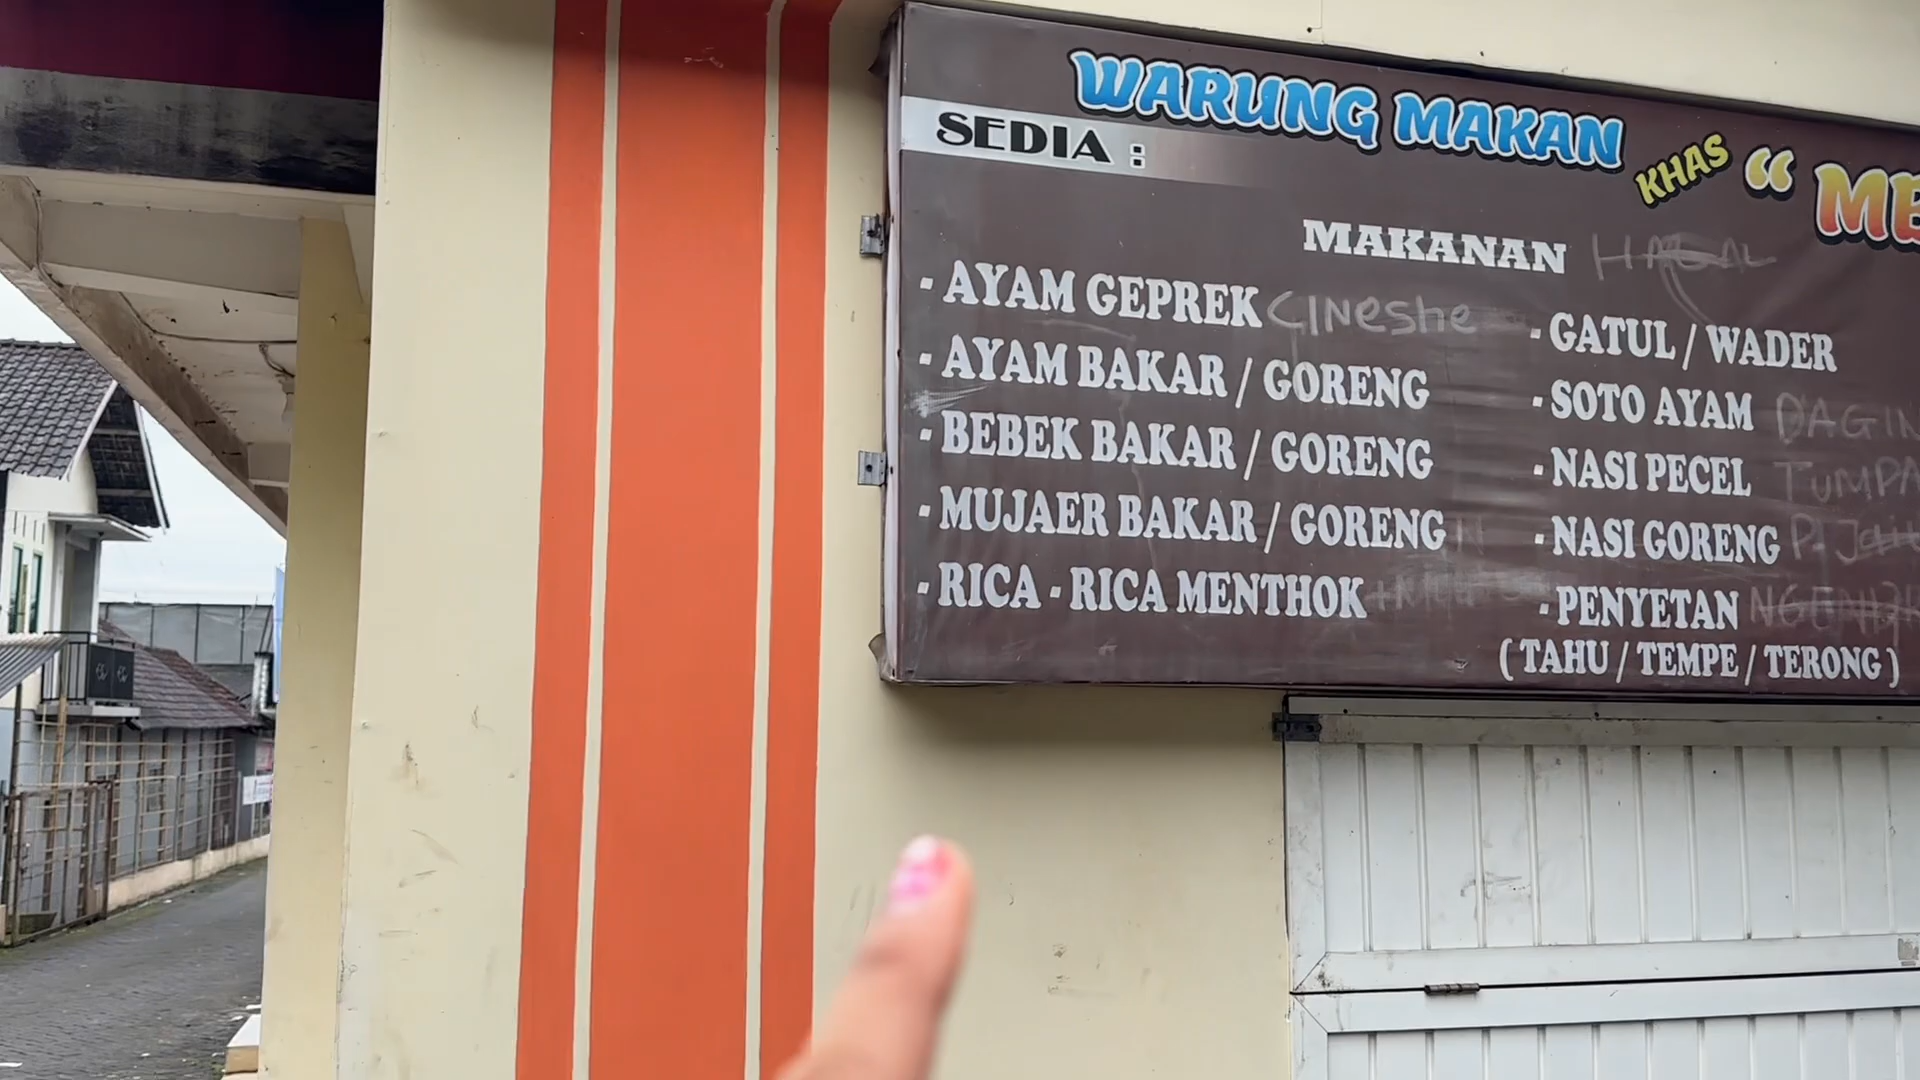 WARUNG MAKAN
KHAS "
SEDIA :
MAKANAN
- AYAM GEPREK CINeshe
- AYAM BAKAR / GORENG
- BEBEK BAKAR / GORENG
- MUJAER BAKAR / GORENG
- RICA - RICA MENTHOK
- GATUL / WADER
- SOTO AYAM
- NASI PECEL
- NASI GORENG
- PENYETAN
( TAHU / TEMPE / TERONG )